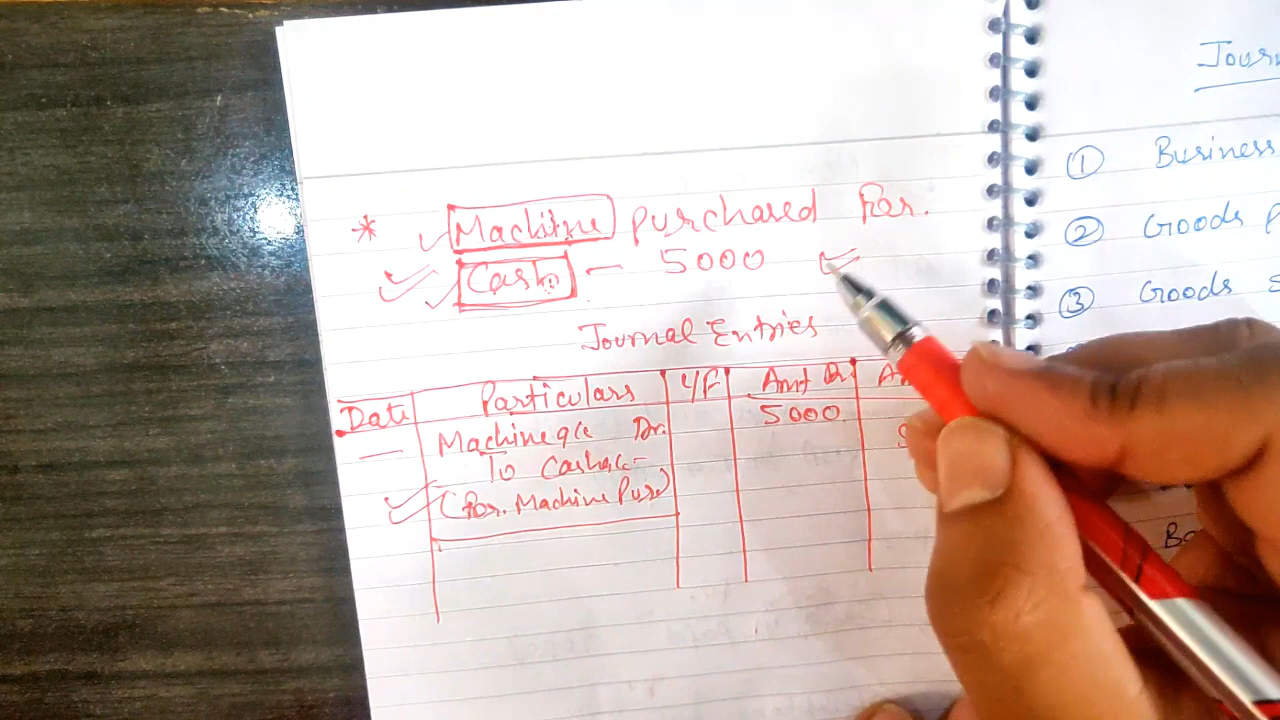 * Machine purchased For.
Cash - 5000
Journal Entries
Date Particulars L/F Amt Dr
— Machine a/c Dr. 5000
To Cash a/c -
(For. Machine Purc)
Journ
① Business
② Goods P
③ Goods S